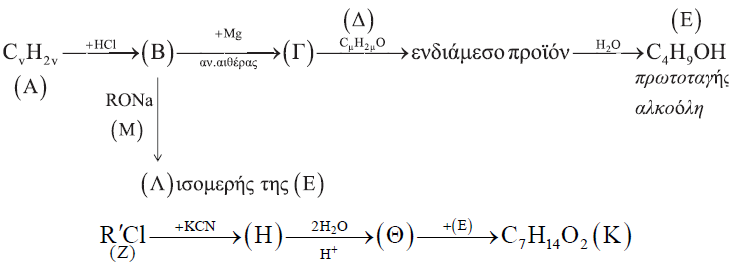 CνH2ν +HCl (Β) +Mg αν.αιθέρας (Γ) (Δ) CμH2μO ενδιάμεσο προϊόν H2O (Ε) C4H9OH
(Α) πρωτοταγής
RONa αλκοόλη
(Μ)
(Λ) ισομερής της (Ε)
R′Cl +KCN (Η) 2H2O H+ (Θ) +(Ε) C7H14O2 (Κ)
(Ζ)